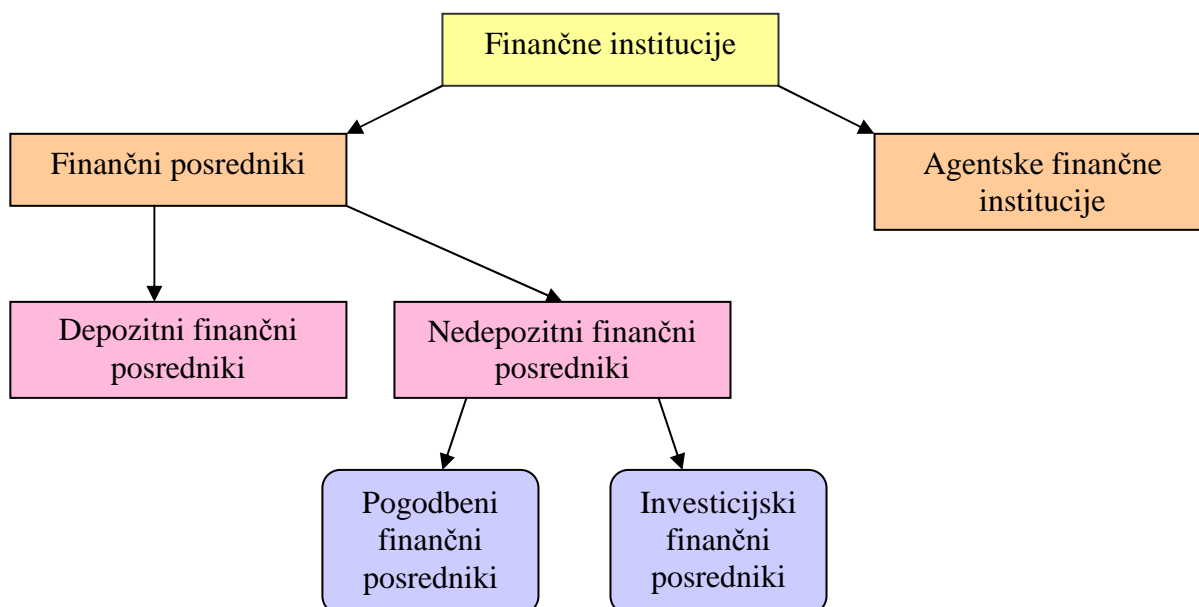 Finančne institucije
Finančni posredniki
Agentske finančne
institucije
Depozitni finančni
posredniki
Nedepozitni finančni
posredniki
Pogodbeni
finančni
posredniki
Investicijski
finančni
posredniki